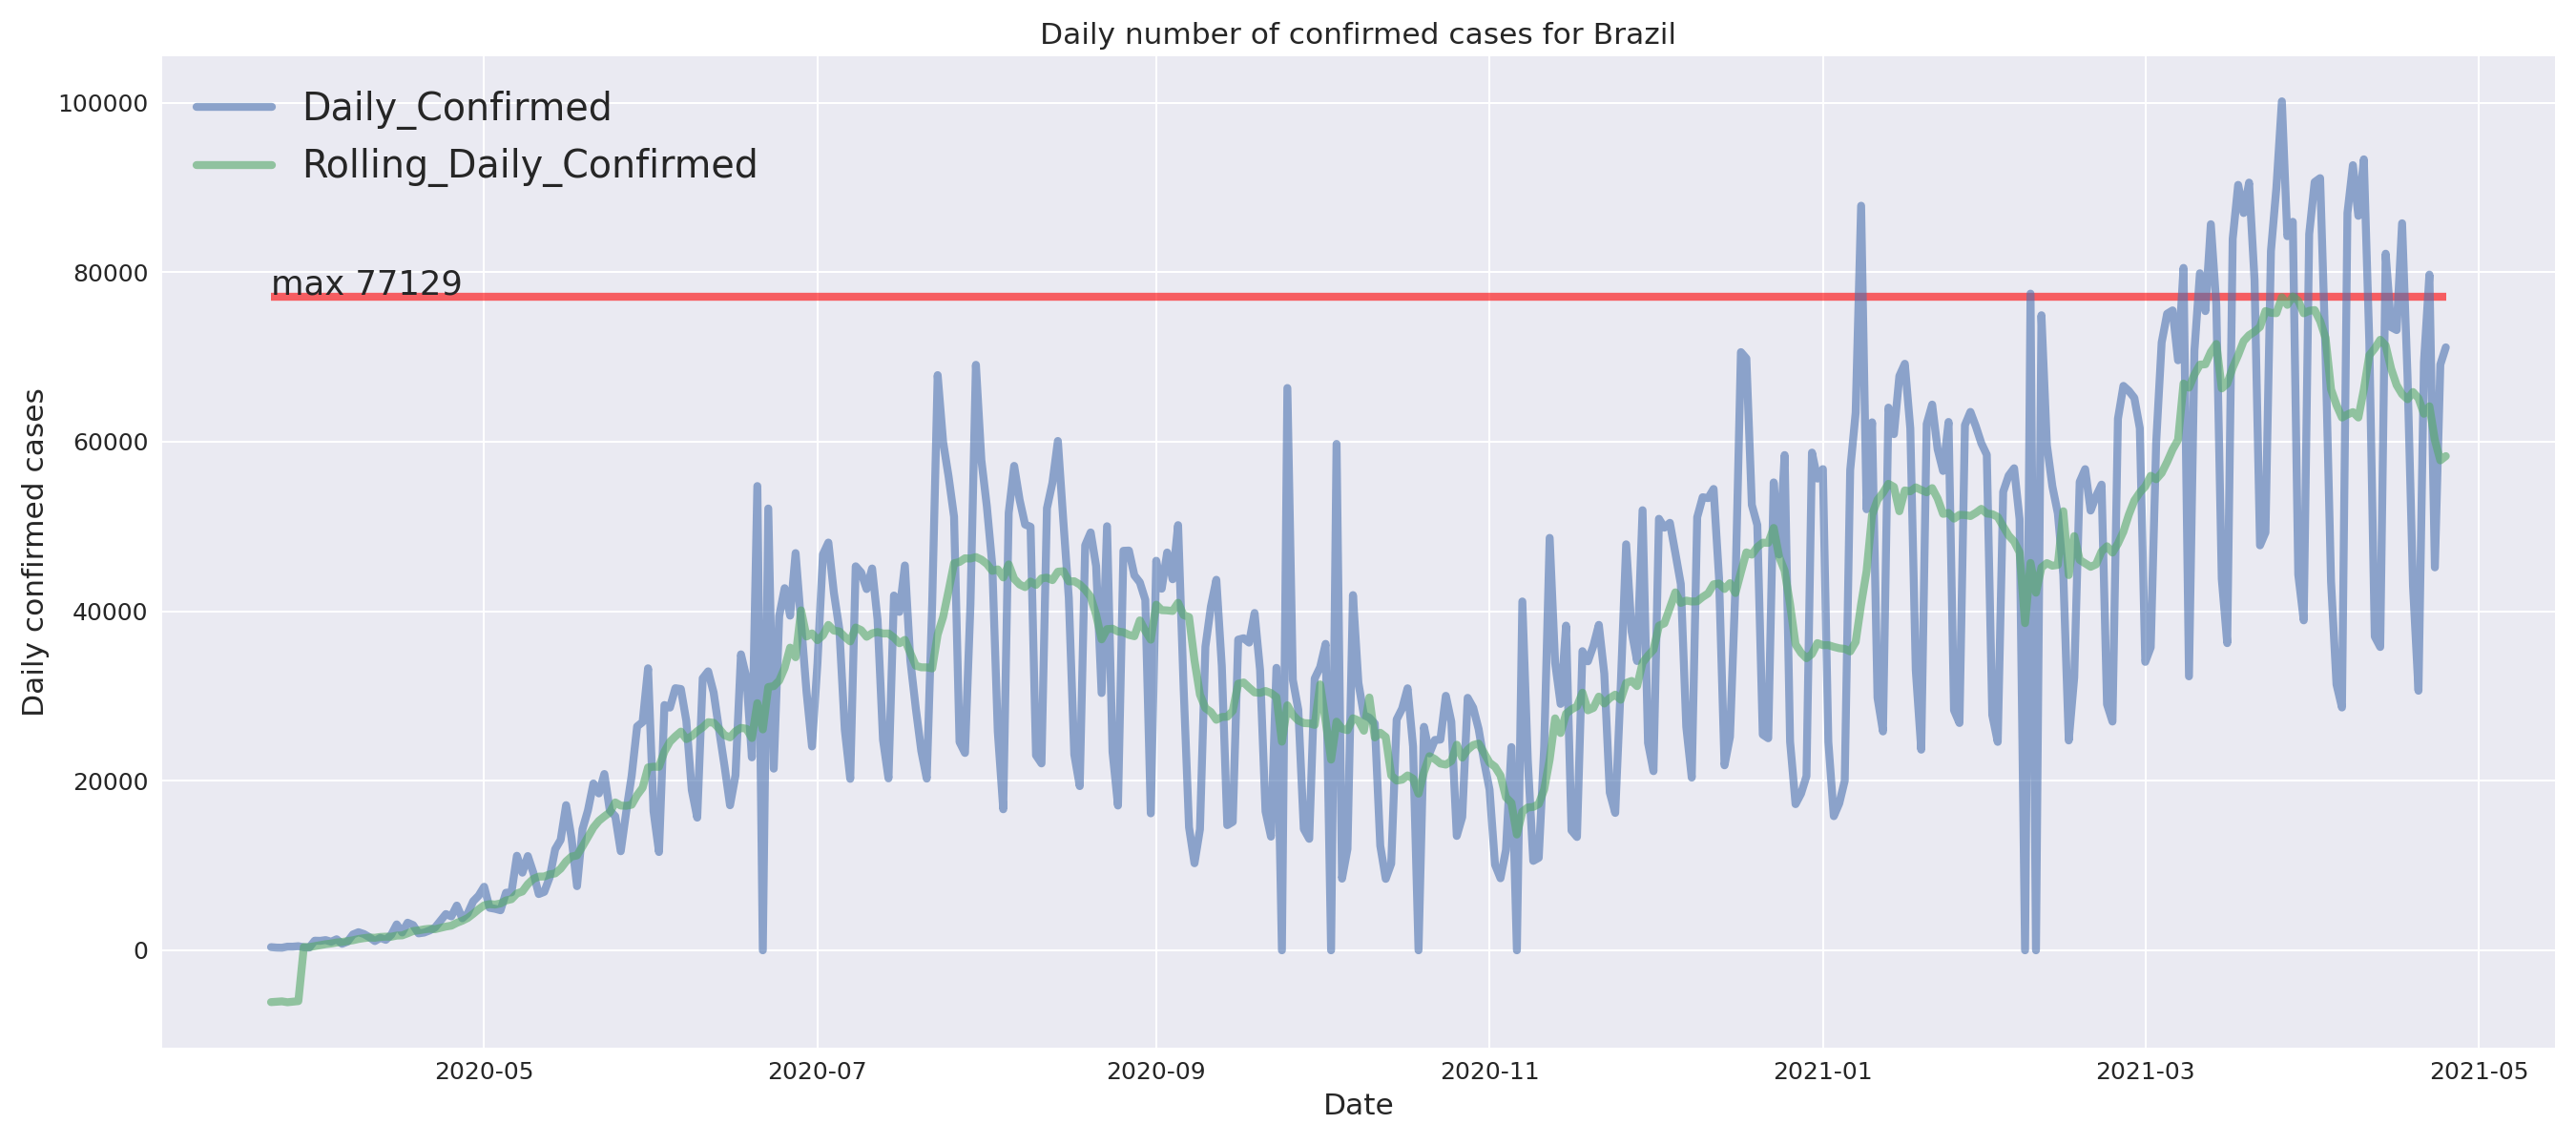 Daily number of confirmed cases for Brazil
Daily_Confirmed
Rolling_Daily_Confirmed
max 77129
100000
80000
60000
40000
20000
0
Daily confirmed cases
2020-05 2020-07 2020-09 2020-11 2021-01 2021-03 2021-05
Date